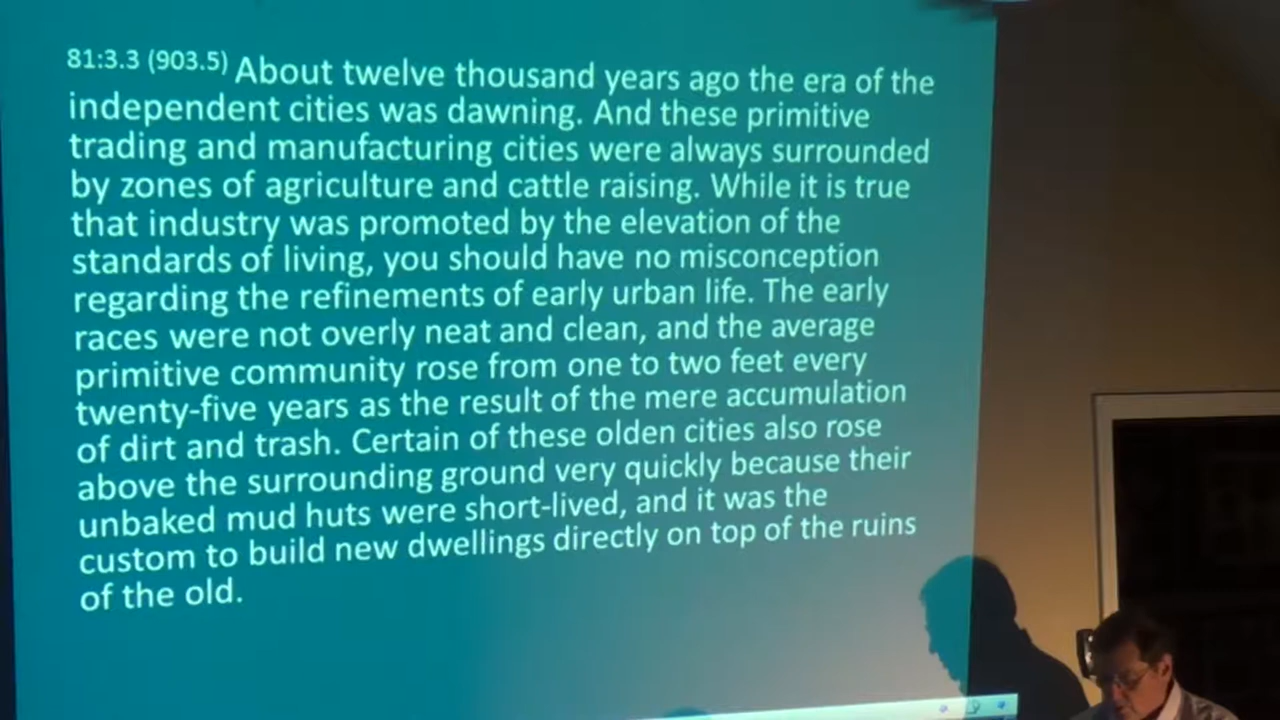 81:3.3 (903.5) About twelve thousand years ago the era of the
independent cities was dawning. And these primitive
trading and manufacturing cities were always surrounded
by zones of agriculture and cattle raising. While it is true
that industry was promoted by the elevation of the
standards of living, you should have no misconception
regarding the refinements of early urban life. The early
races were not overly neat and clean, and the average
primitive community rose from one to two feet every
twenty-five years as the result of the mere accumulation
of dirt and trash. Certain of these olden cities also rose
above the surrounding ground very quickly because their
unbaked mud huts were short-lived, and it was the
custom to build new dwellings directly on top of the ruins
of the old.